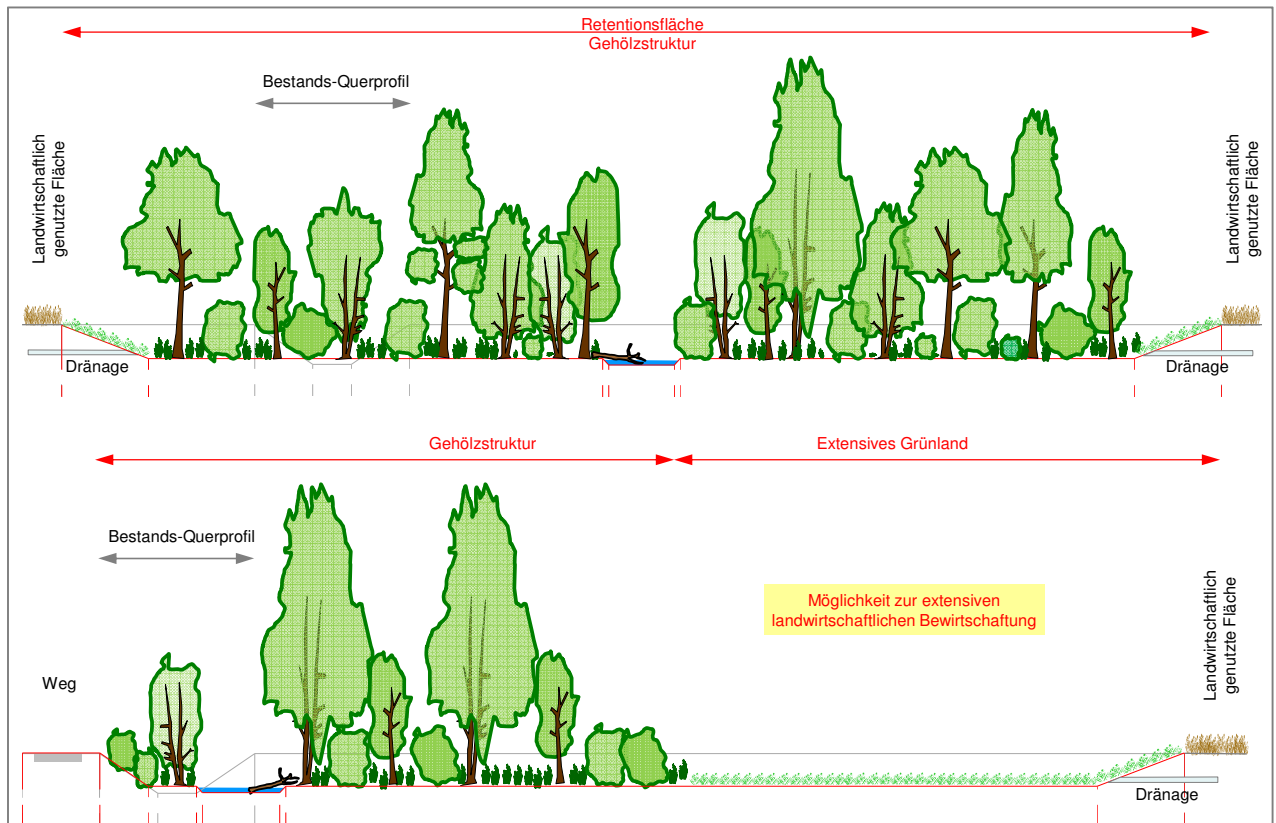 Retentionsfläche
Gehölzstruktur
Bestands-Querprofil
Landwirtschaftlich
genutzte Fläche
Landwirtschaftlich
genutzte Fläche
Dränage
Dränage
Gehölzstruktur
Extensives Grünland
Bestands-Querprofil
Möglichkeit zur extensiven
landwirtschaftlichen Bewirtschaftung
Landwirtschaftlich
genutzte Fläche
Weg
Dränage